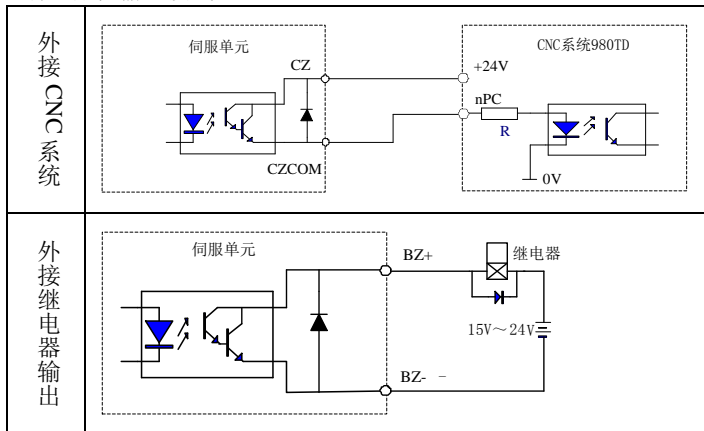 外接CNC系统
伺服单元
CZ
CZCOM
CNC系统980TD
+24V
nPC
R
0V
外接继电器输出
伺服单元
BZ+
继电器
15V～24V
BZ- -